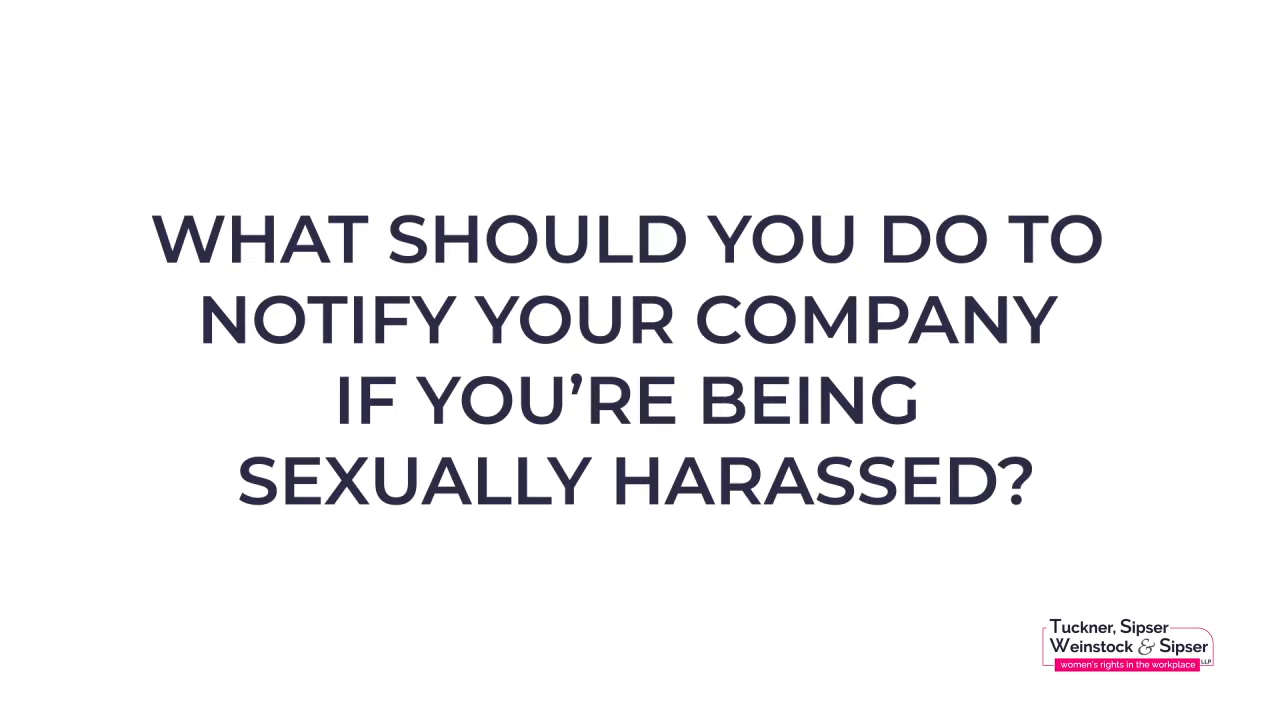 WHAT SHOULD YOU DO TO
NOTIFY YOUR COMPANY
IF YOU’RE BEING
SEXUALLY HARASSED?
Tuckner, Sipser
Weinstock & Sipser
LLP
women's rights in the workplace